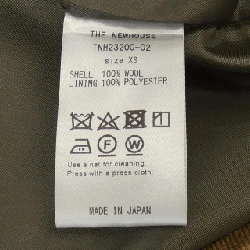 THE NEWHOUSE
TNH23200-02
size XS
SHELL 100% WOOL
LINING 100% POLYESTER
Use a net for cleaning.
Press with a press cloth.
MADE IN JAPAN